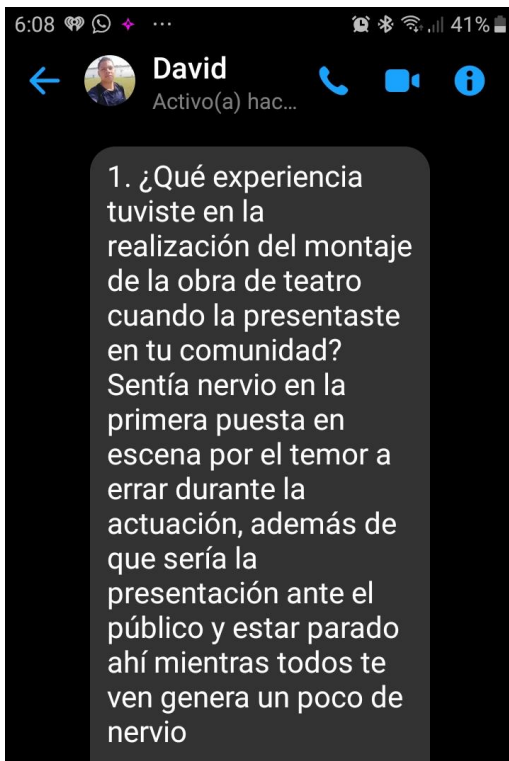 6:08 ... 41%
David
Activo(a) hac...
1. ¿Qué experiencia
tuviste en la
realización del montaje
de la obra de teatro
cuando la presentaste
en tu comunidad?
Sentía nervio en la
primera puesta en
escena por el temor a
errar durante la
actuación, además de
que sería la
presentación ante el
público y estar parado
ahí mientras todos te
ven genera un poco de
nervio